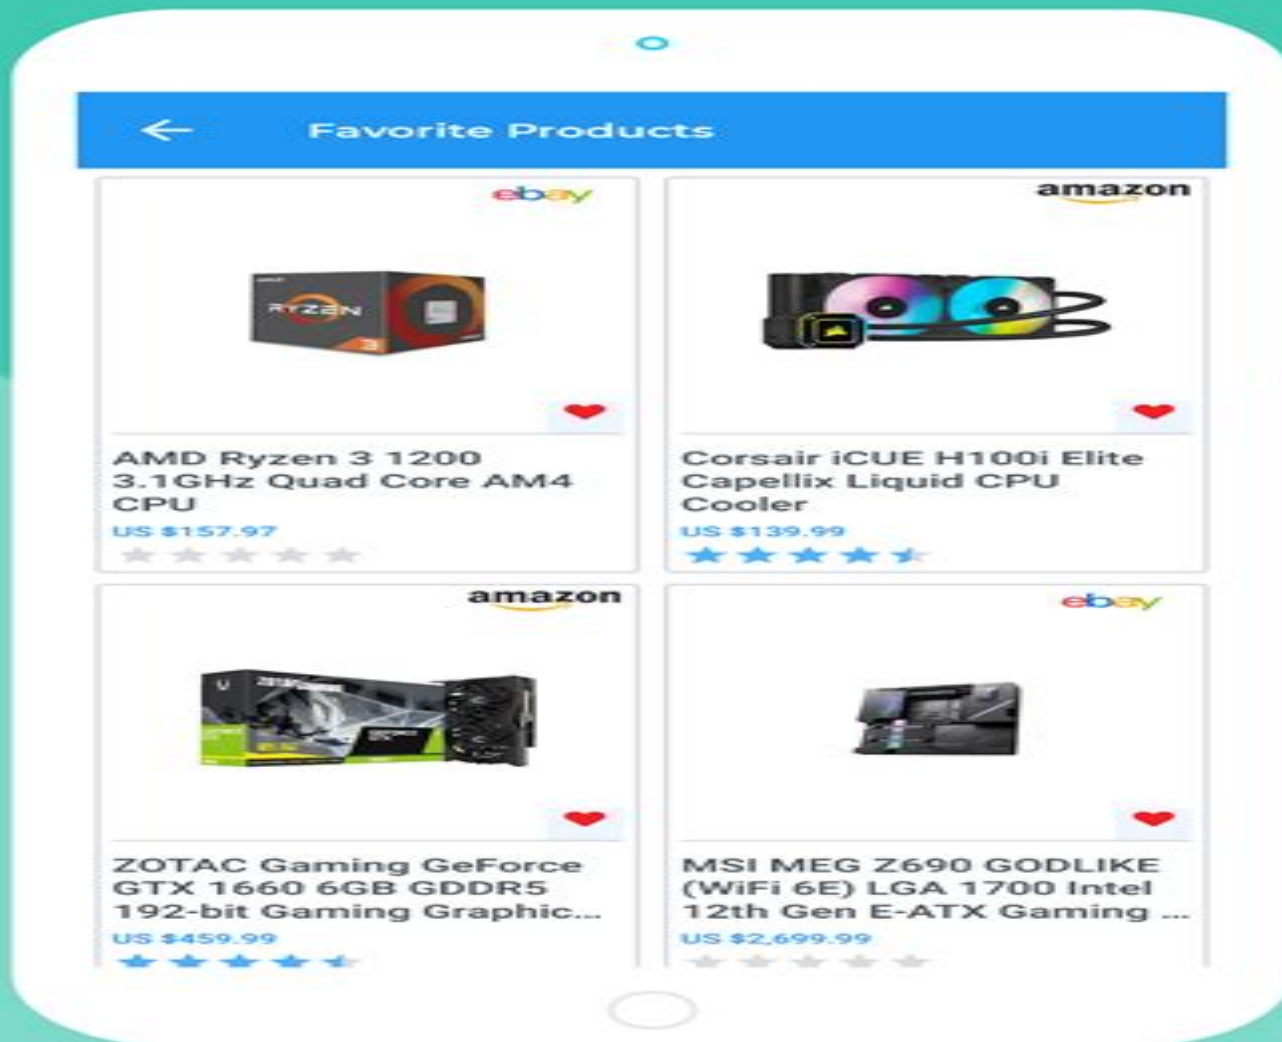 Favorite Products
ebay
RYZEN
3
AMD Ryzen 3 1200
3.1GHz Quad Core AM4
CPU
US $157.97
amazon
Corsair iCUE H100i Elite
Capellix Liquid CPU
Cooler
US $139.99
amazon
ZOTAC Gaming GeForce
GTX 1660 6GB GDDR5
192-bit Gaming Graphic...
US $459.99
ebay
MSI MEG Z690 GODLIKE
(WiFi 6E) LGA 1700 Intel
12th Gen E-ATX Gaming ...
US $2,699.99